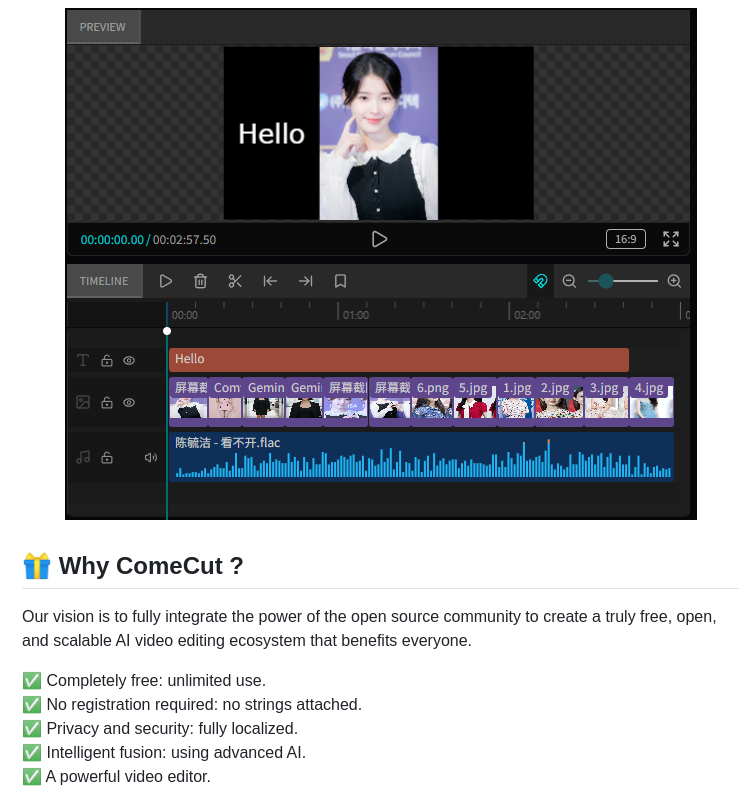 PREVIEW
Hello
00:00:00.00 / 00:02:57.50
16:9
TIMELINE
00:00
01:00
02:00
Hello
屏幕截 Com Gemin Gemi 屏幕截 屏幕截 6.png 5.jpg 1.jpg 2.jpg 3.jpg 4.jpg
陈毓洁 - 看不开.flac
🎁 Why ComeCut ?
Our vision is to fully integrate the power of the open source community to create a truly free, open,
and scalable AI video editing ecosystem that benefits everyone.
✅ Completely free: unlimited use.
✅ No registration required: no strings attached.
✅ Privacy and security: fully localized.
✅ Intelligent fusion: using advanced AI.
✅ A powerful video editor.